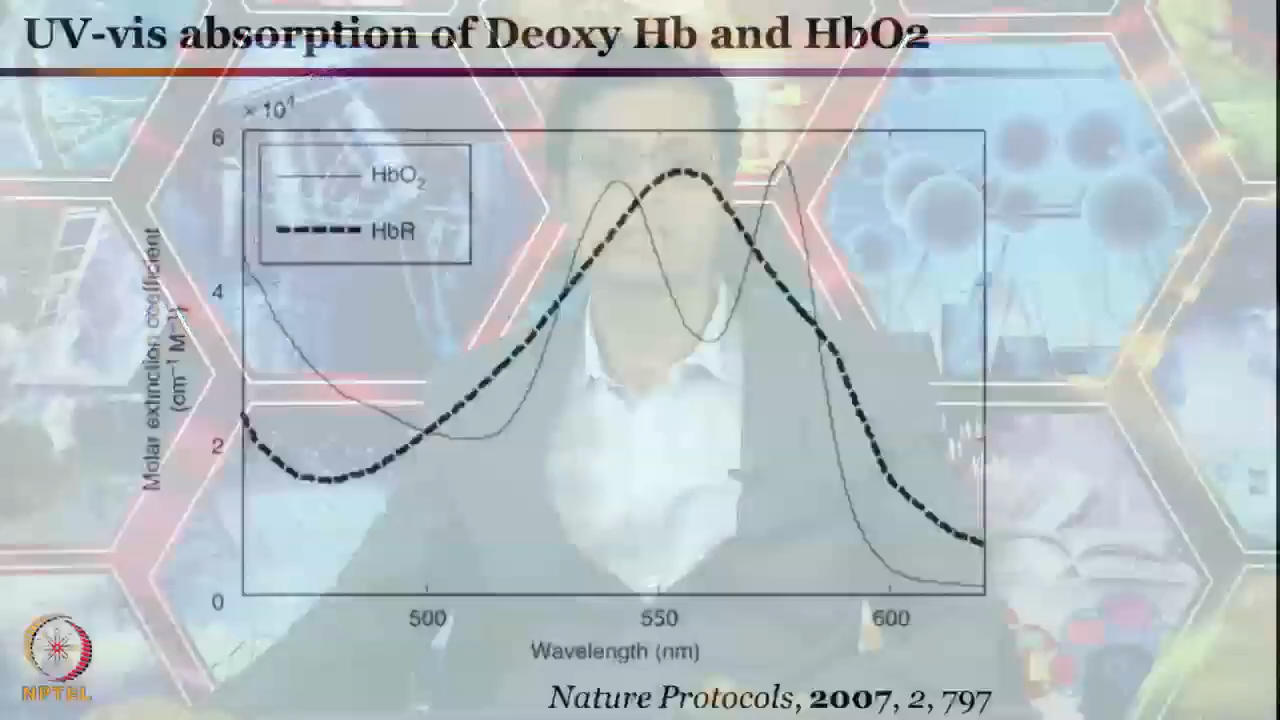 UV-vis absorption of Deoxy Hb and HbO2
× 10⁴
6
HbO₂
HbR
4
2
0
Molar extinction coefficient
(cm⁻¹ M⁻¹)
500
550
600
Wavelength (nm)
NPTEL
Nature Protocols, 2007, 2, 797